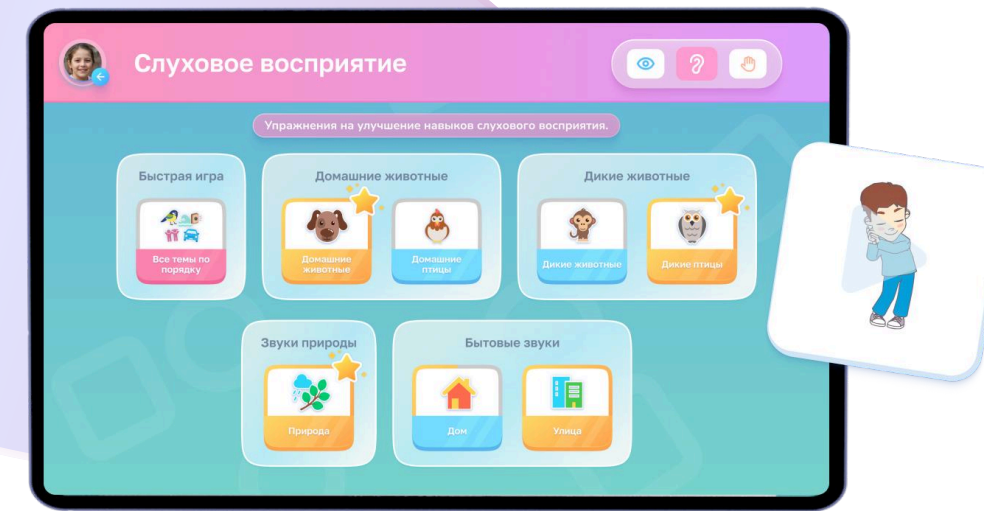 Слуховое восприятие
Упражнения на улучшение навыков слухового восприятия.
Быстрая игра
Все темы по
порядку
Домашние животные
Домашние
животные
Домашние
птицы
Дикие животные
Дикие животные
Дикие птицы
Звуки природы
Природа
Бытовые звуки
Дом
Улица